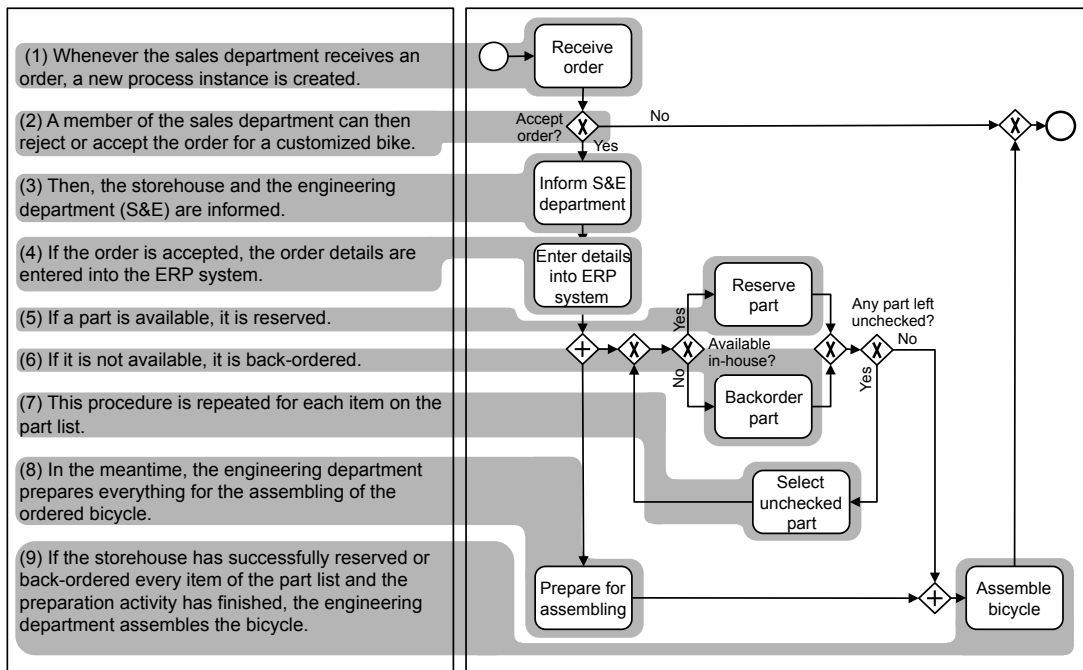 (1) Whenever the sales department receives an
order, a new process instance is created.
(2) A member of the sales department can then
reject or accept the order for a customized bike.
(3) Then, the storehouse and the engineering
department (S&E) are informed.
(4) If the order is accepted, the order details are
entered into the ERP system.
(5) If a part is available, it is reserved.
(6) If it is not available, it is back-ordered.
(7) This procedure is repeated for each item on the
part list.
(8) In the meantime, the engineering department
prepares everything for the assembling of the
ordered bicycle.
(9) If the storehouse has successfully reserved or
back-ordered every item of the part list and the
preparation activity has finished, the engineering
department assembles the bicycle.
Receive
order
Accept
order?
No
Yes
Inform S&E
department
Enter details
into ERP
system
Reserve
part
Any part left
unchecked?
Yes
No
Available
in-house?
No
Yes
Backorder
part
Select
unchecked
part
Prepare for
assembling
Assemble
bicycle